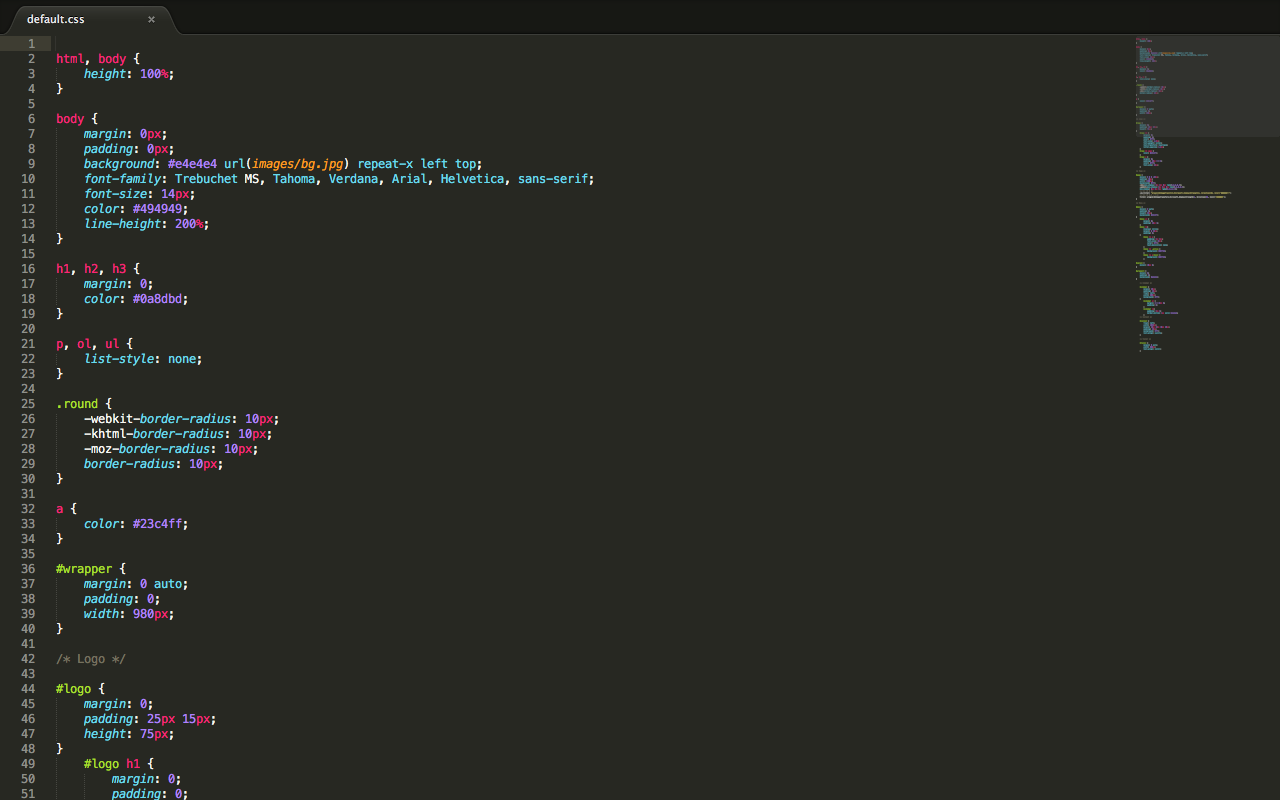 default.css ×
1
2 html, body {
3     height: 100%;
4 }
5
6 body {
7     margin: 0px;
8     padding: 0px;
9     background: #e4e4e4 url(images/bg.jpg) repeat-x left top;
10     font-family: Trebuchet MS, Tahoma, Verdana, Arial, Helvetica, sans-serif;
11     font-size: 14px;
12     color: #494949;
13     line-height: 200%;
14 }
15
16 h1, h2, h3 {
17     margin: 0;
18     color: #0a8dbd;
19 }
20
21 p, ol, ul {
22     list-style: none;
23 }
24
25 .round {
26     -webkit-border-radius: 10px;
27     -khtml-border-radius: 10px;
28     -moz-border-radius: 10px;
29     border-radius: 10px;
30 }
31
32 a {
33     color: #23c4ff;
34 }
35
36 #wrapper {
37     margin: 0 auto;
38     padding: 0;
39     width: 980px;
40 }
41
42 /* Logo */
43
44 #logo {
45     margin: 0;
46     padding: 25px 15px;
47     height: 75px;
48 }
49     #logo h1 {
50         margin: 0;
51         padding: 0;